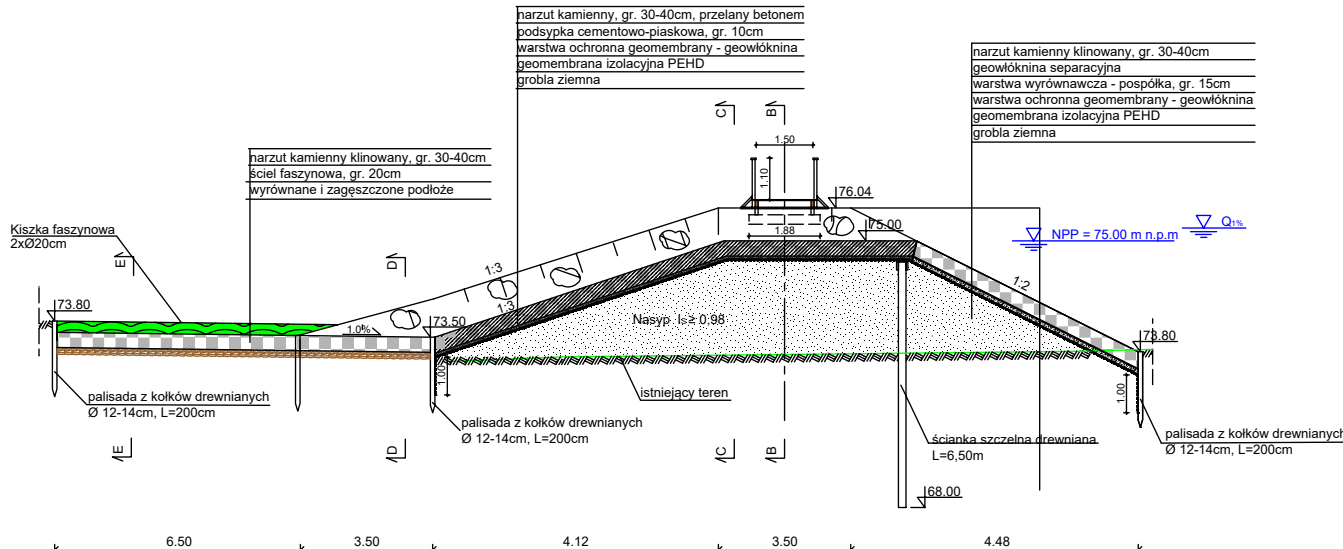 narzut kamienny, gr. 30-40cm, przelany betonem
podsypka cementowo-piaskowa, gr. 10cm
warstwa ochronna geomembrany - geowłóknina
geomembrana izolacyjna PEHD
grobla ziemna
narzut kamienny klinowany, gr. 30-40cm
geowłóknina separacyjna
warstwa wyrównawcza - pospółka, gr. 15cm
warstwa ochronna geomembrany - geowłóknina
geomembrana izolacyjna PEHD
grobla ziemna
narzut kamienny klinowany, gr. 30-40cm
ściel faszynowa, gr. 20cm
wyrównane i zagęszczone podłoże
Kiszka faszynowa
2xØ20cm
C
B
1.50
1.10
76.04
1.88
75.00
NPP = 75.00 m n.p.m
Q1%
E
D
1:3
1:3
1:2
73.80
1.0%
73.50
Nasyp Is≥ 0,98
73.80
1.00
1.00
istniejący teren
palisada z kołków drewnianych
Ø 12-14cm, L=200cm
palisada z kołków drewnianych
Ø 12-14cm, L=200cm
ścianka szczelna drewniana
L=6,50m
palisada z kołków drewnianych
Ø 12-14cm, L=200cm
E
D
C
B
68.00
6.50
3.50
4.12
3.50
4.48